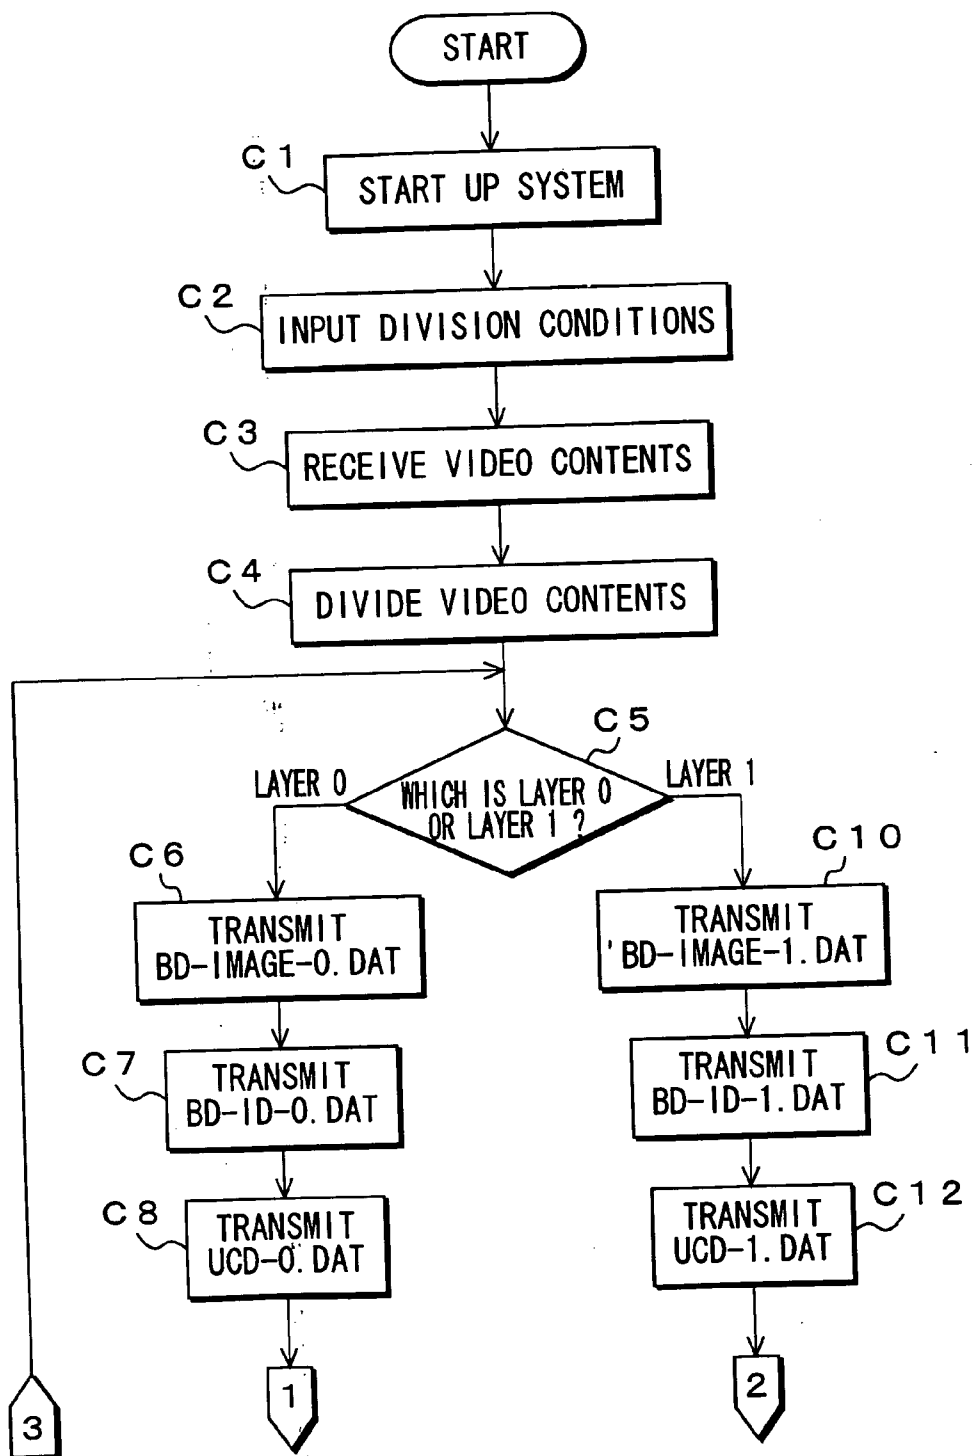 START
C1
START UP SYSTEM
C2
INPUT DIVISION CONDITIONS
C3
RECEIVE VIDEO CONTENTS
C4
DIVIDE VIDEO CONTENTS
C5
LAYER 0
WHICH IS LAYER 0
OR LAYER 1 ?
LAYER 1
C6
TRANSMIT
BD-IMAGE-0.DAT
C10
TRANSMIT
BD-IMAGE-1.DAT
C7
TRANSMIT
BD-ID-0.DAT
C11
TRANSMIT
BD-ID-1.DAT
C8
TRANSMIT
UCD-0.DAT
C12
TRANSMIT
UCD-1.DAT
1
2
3